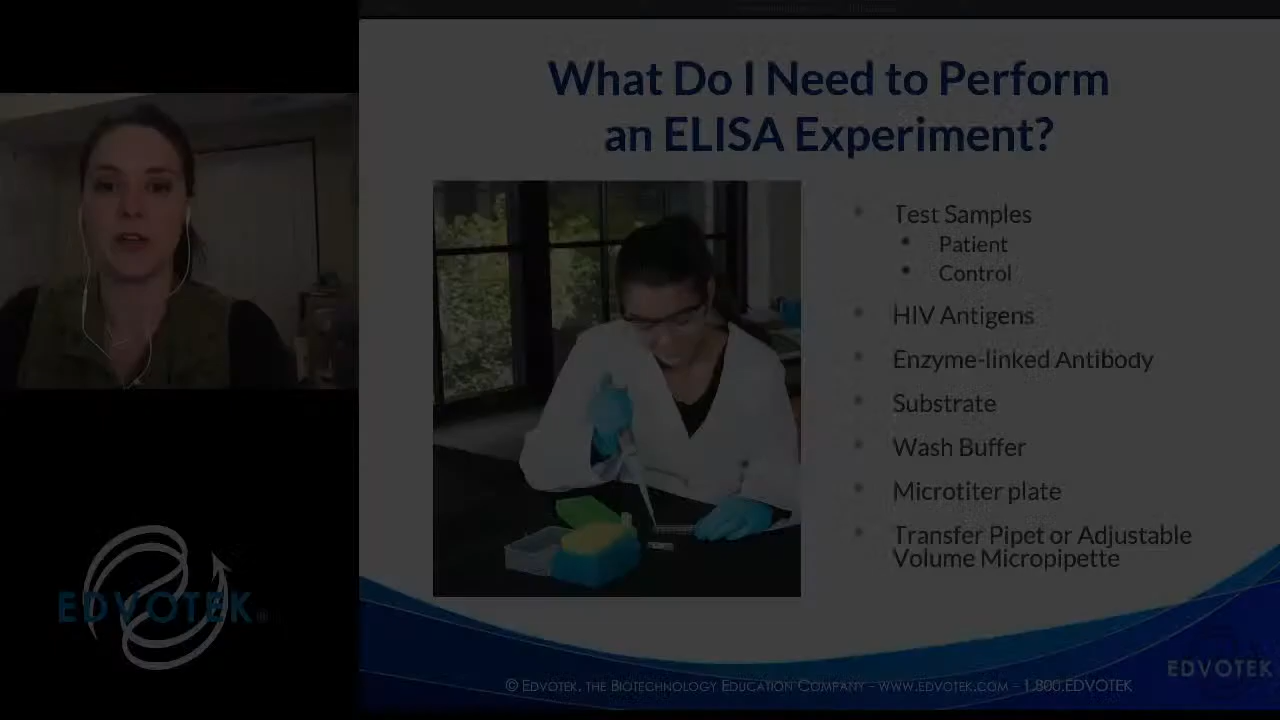 What Do I Need to Perform
an ELISA Experiment?
Test Samples
Patient
Control
HIV Antigens
Enzyme-linked Antibody
Substrate
Wash Buffer
Microtiter plate
Transfer Pipet or Adjustable
Volume Micropipette
EDVOTEK®
EDVOTEK
© EDVOTEK, THE BIOTECHNOLOGY EDUCATION COMPANY - WWW.EDVOTEK.COM - 1.800.EDVOTEK